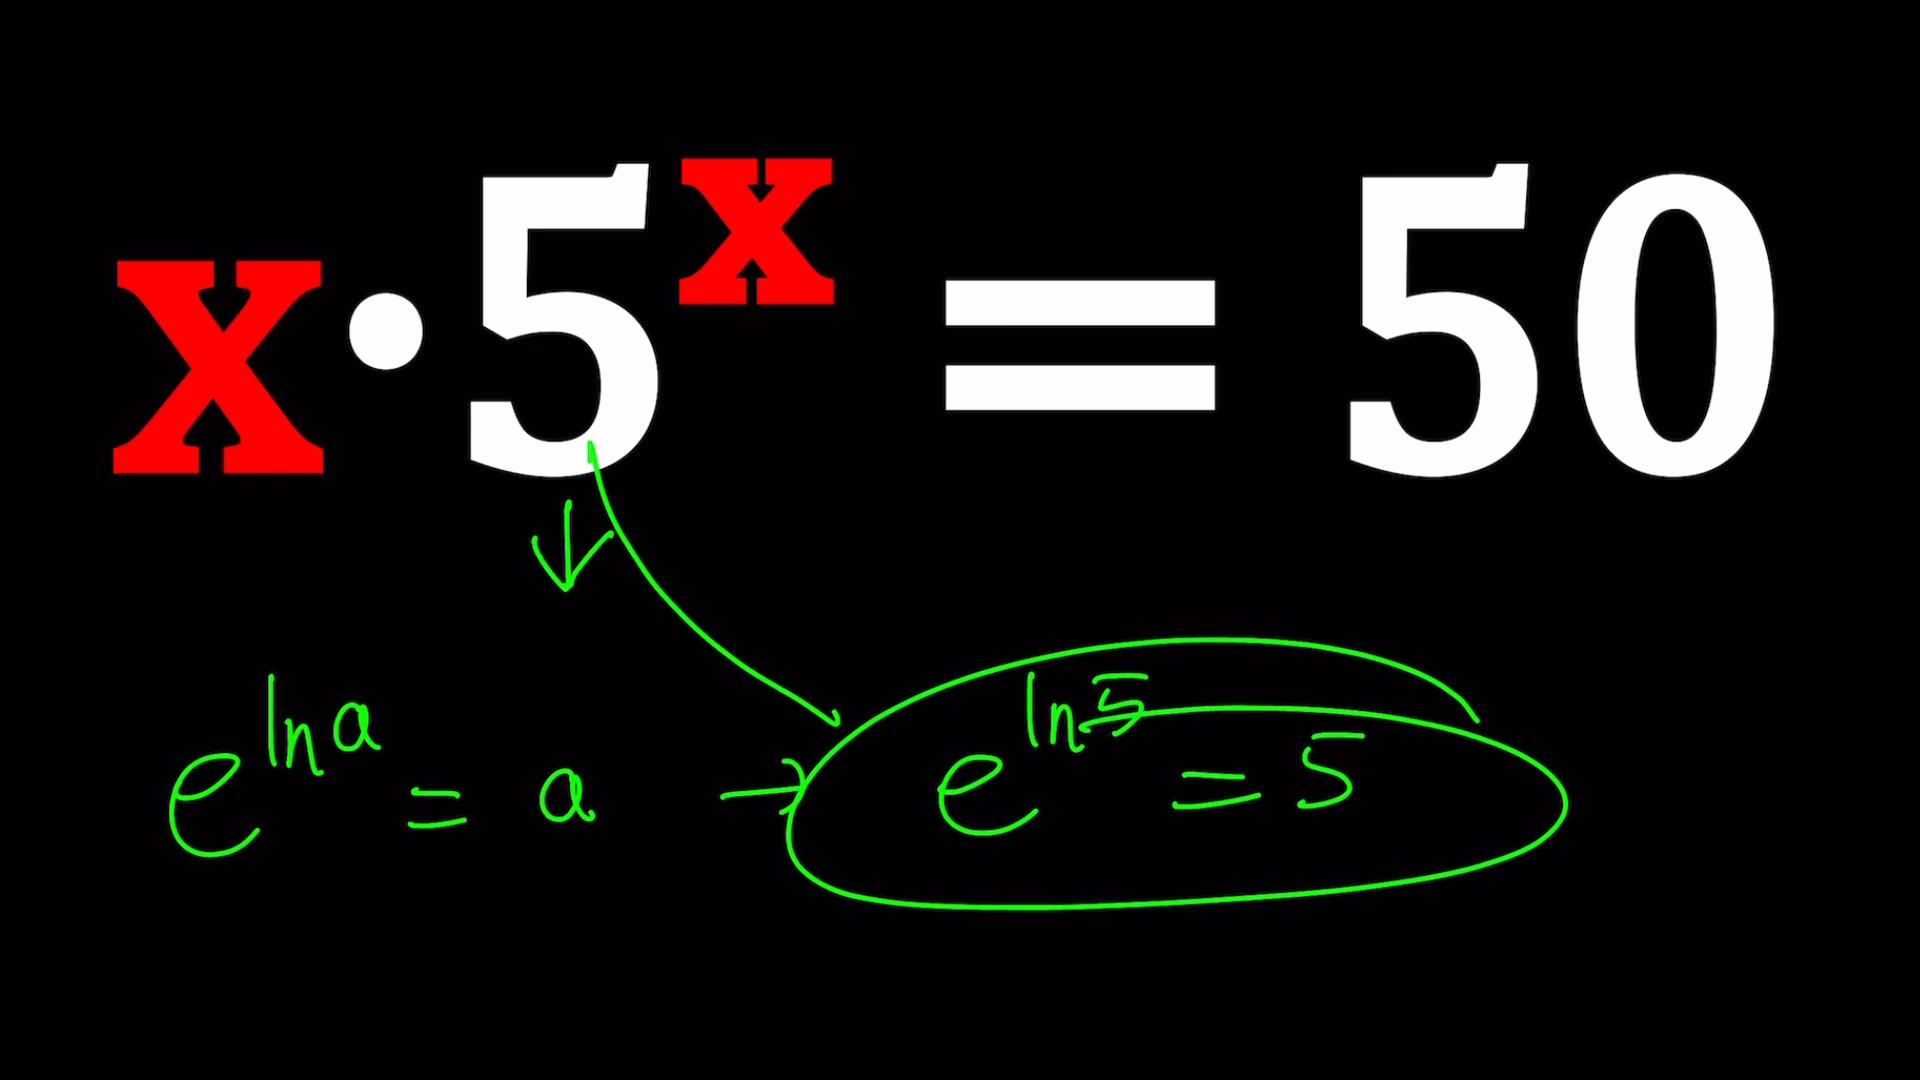 x·5^x = 50
e^ln a = a → e^ln 5 = 5